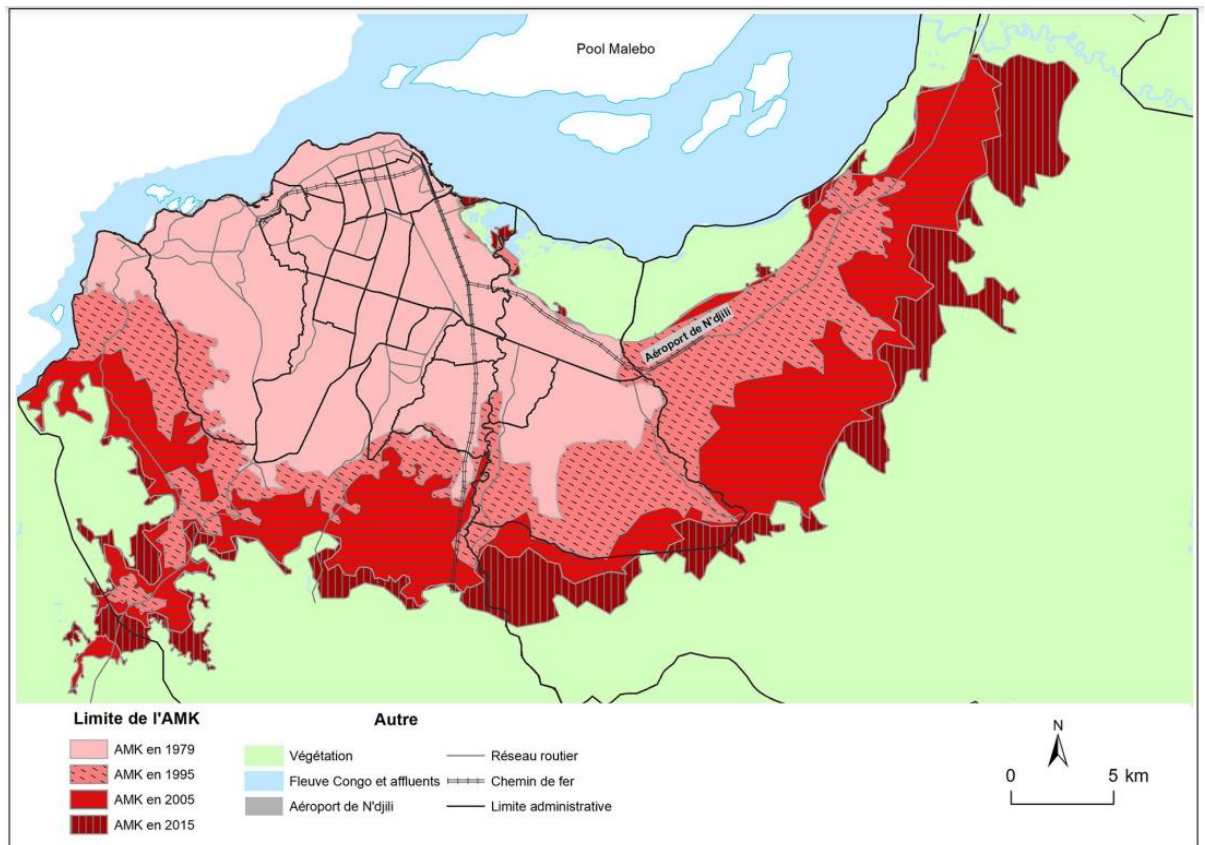 Pool Malebo
Aéroport de N'djili
Limite de l'AMK
AMK en 1979
AMK en 1995
AMK en 2005
AMK en 2015
Autre
Végétation
Fleuve Congo et affluents
Aéroport de N'djili
Réseau routier
Chemin de fer
Limite administrative
N
0 5 km